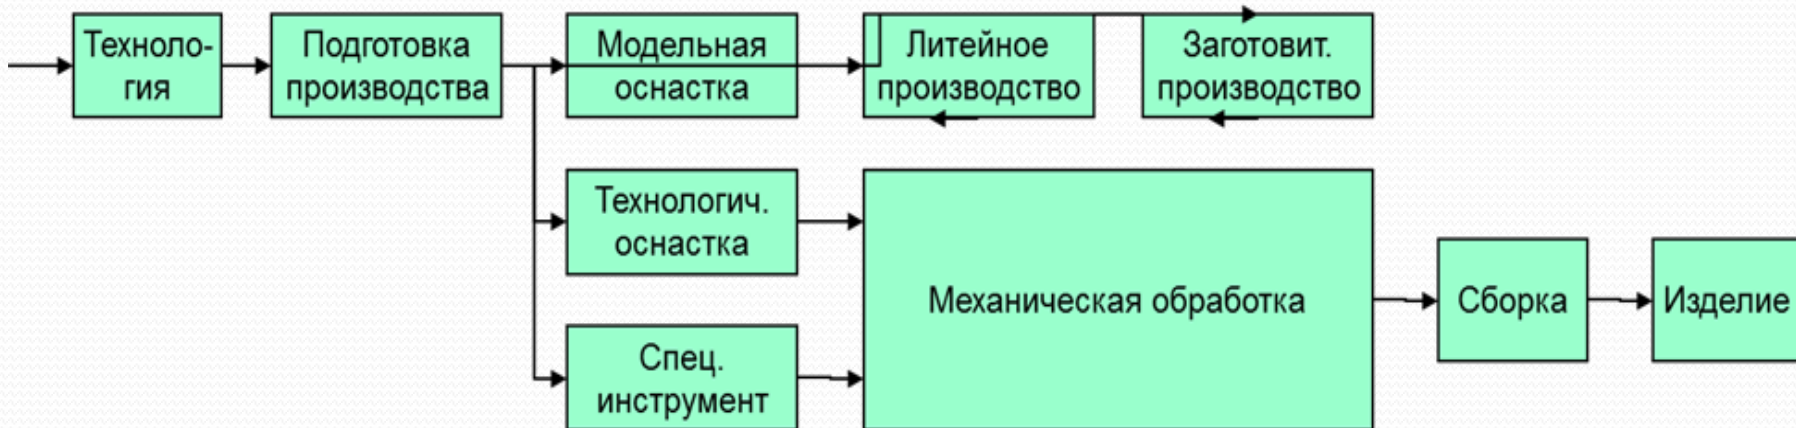 Техноло-
гия
Подготовка
производства
Модельная
оснастка
Литейное
производство
Заготовит.
производство
Технологич.
оснастка
Механическая обработка
Сборка
Изделие
Спец.
инструмент